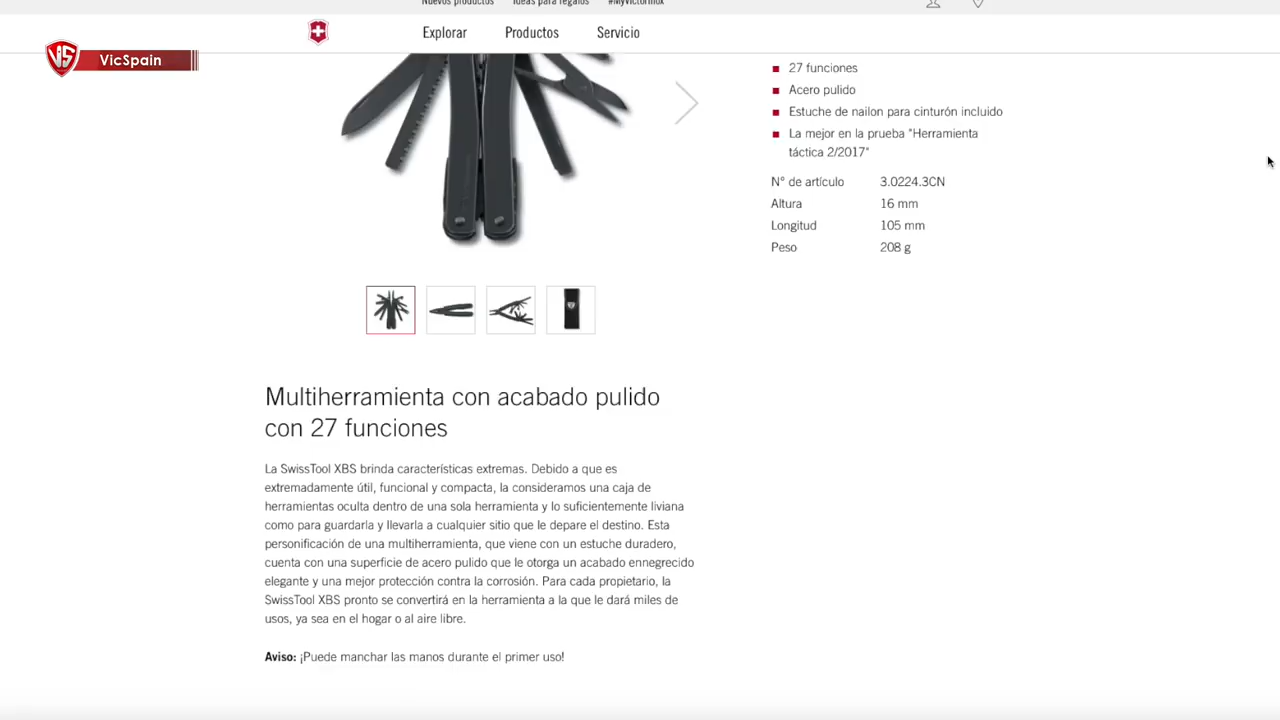 Nuevos productos Ideas para regalos #MyVictorinox
Explorar Productos Servicio
VS VicSpain
27 funciones
Acero pulido
Estuche de nailon para cinturón incluido
La mejor en la prueba "Herramienta
táctica 2/2017"
N° de artículo 3.0224.3CN
Altura 16 mm
Longitud 105 mm
Peso 208 g
Multiherramienta con acabado pulido
con 27 funciones
La SwissTool XBS brinda características extremas. Debido a que es
extremadamente útil, funcional y compacta, la consideramos una caja de
herramientas oculta dentro de una sola herramienta y lo suficientemente liviana
como para guardarla y llevarla a cualquier sitio que le depare el destino. Esta
personificación de una multiherramienta, que viene con un estuche duradero,
cuenta con una superficie de acero pulido que le otorga un acabado ennegrecido
elegante y una mejor protección contra la corrosión. Para cada propietario, la
SwissTool XBS pronto se convertirá en la herramienta a la que le dará miles de
usos, ya sea en el hogar o al aire libre.
Aviso: ¡Puede manchar las manos durante el primer uso!